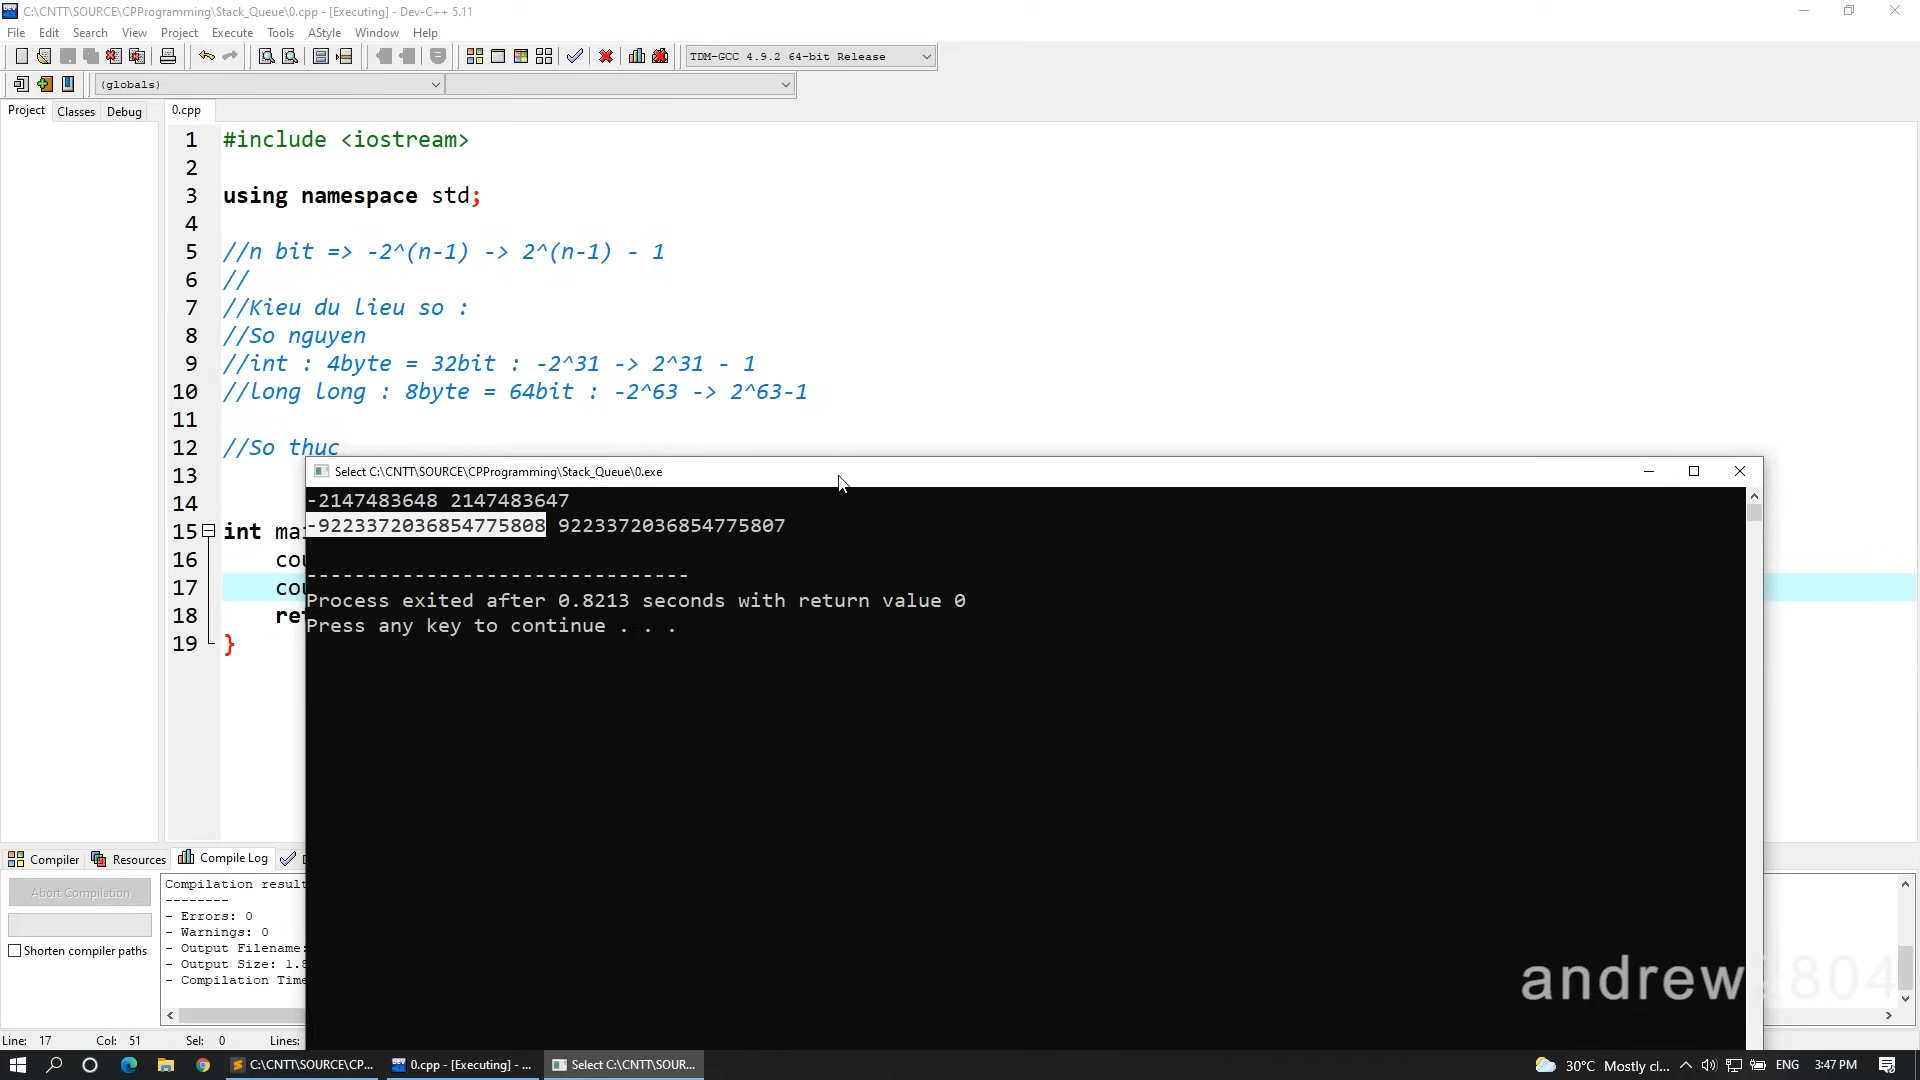 C:\CNTT\SOURCE\CPProgramming\Stack_Queue\0.cpp - [Executing] - Dev-C++ 5.11
File Edit Search View Project Execute Tools AStyle Window Help
TDM-GCC 4.9.2 64-bit Release
(globals)
Project Classes Debug 0.cpp
1 #include <iostream>
2
3 using namespace std;
4
5 //n bit => -2^(n-1) -> 2^(n-1) - 1
6 //
7 //Kieu du lieu so :
8 //So nguyen
9 //int : 4byte = 32bit : -2^31 -> 2^31 - 1
10 //long long : 8byte = 64bit : -2^63 -> 2^63-1
11
12 //So thuc
13
14
15 int mai
16 cou
17 cou
18 ret
19 }
Select C:\CNTT\SOURCE\CPProgramming\Stack_Queue\0.exe
-2147483648 2147483647
-9223372036854775808 9223372036854775807
--------------------------------
Process exited after 0.8213 seconds with return value 0
Press any key to continue . . .
Compiler Resources Compile Log
Abort Compilation
Shorten compiler paths
Compilation result
--------
- Errors: 0
- Warnings: 0
- Output Filename:
- Output Size: 1.8
- Compilation Time
andrew2804
Line: 17 Col: 51 Sel: 0 Lines:
C:\CNTT\SOURCE\CP... 0.cpp - [Executing] - ... Select C:\CNTT\SOUR... 30°C Mostly cl... ENG 3:47 PM